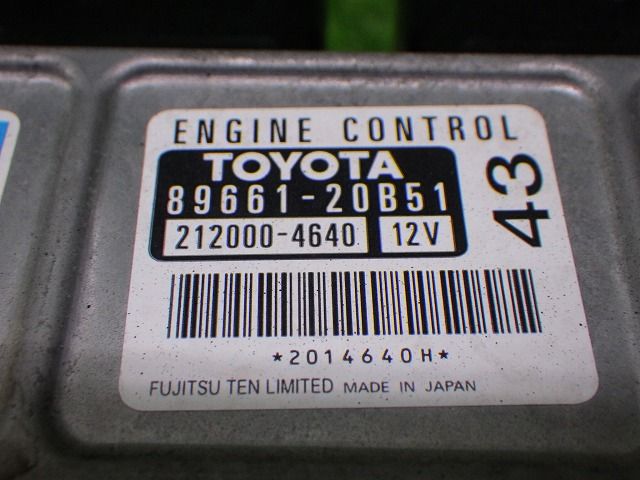 ENGINE CONTROL
TOYOTA
89661-20B51
212000-4640 12V
43
*2014640H*
FUJITSU TEN LIMITED MADE IN JAPAN